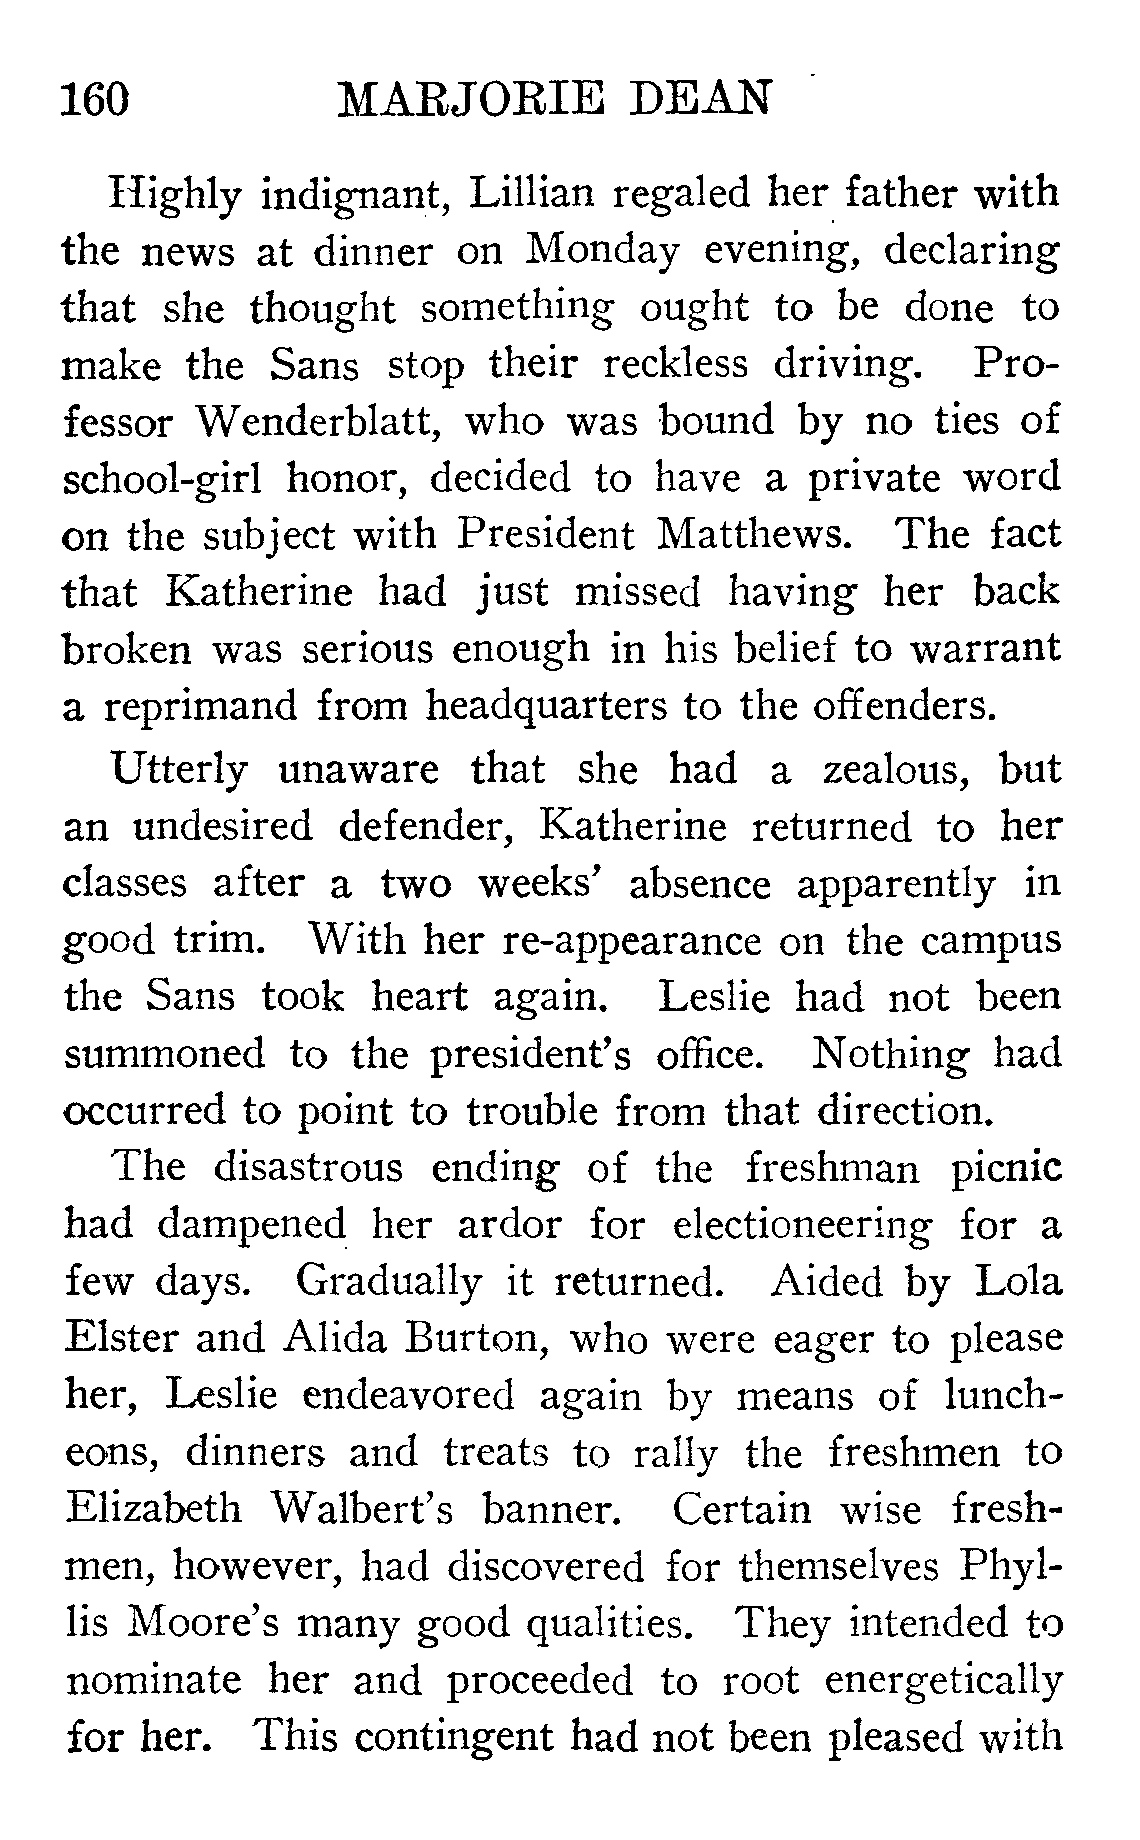 160 MARJORIE DEAN
Highly indignant, Lillian regaled her father with
the news at dinner on Monday evening, declaring
that she thought something ought to be done to
make the Sans stop their reckless driving. Pro-
fessor Wenderblatt, who was bound by no ties of
school-girl honor, decided to have a private word
on the subject with President Matthews. The fact
that Katherine had just missed having her back
broken was serious enough in his belief to warrant
a reprimand from headquarters to the offenders.
Utterly unaware that she had a zealous, but
an undesired defender, Katherine returned to her
classes after a two weeks' absence apparently in
good trim. With her re-appearance on the campus
the Sans took heart again. Leslie had not been
summoned to the president's office. Nothing had
occurred to point to trouble from that direction.
The disastrous ending of the freshman picnic
had dampened her ardor for electioneering for a
few days. Gradually it returned. Aided by Lola
Elster and Alida Burton, who were eager to please
her, Leslie endeavored again by means of lunch-
eons, dinners and treats to rally the freshmen to
Elizabeth Walbert's banner. Certain wise fresh-
men, however, had discovered for themselves Phyl-
lis Moore's many good qualities. They intended to
nominate her and proceeded to root energetically
for her. This contingent had not been pleased with